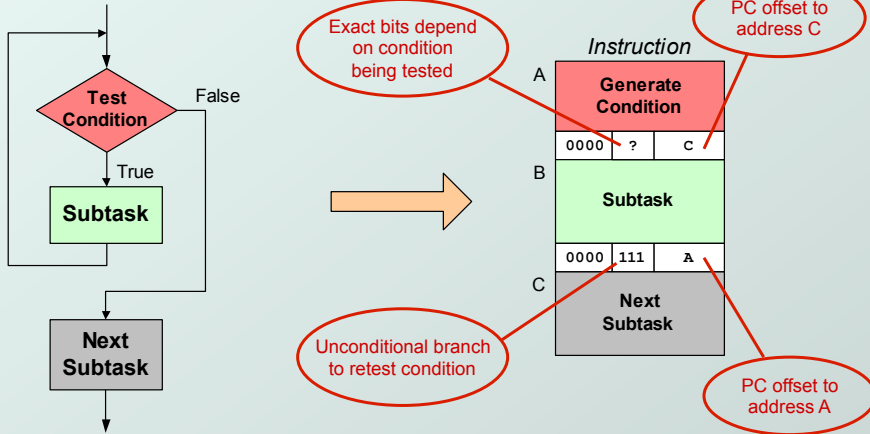 Test
Condition
False
True
Subtask
Next
Subtask
Exact bits depend
on condition
being tested
PC offset to
address C
Instruction
A
Generate
Condition
0000 ? C
B
Subtask
0000 111 A
C
Next
Subtask
Unconditional branch
to retest condition
PC offset to
address A